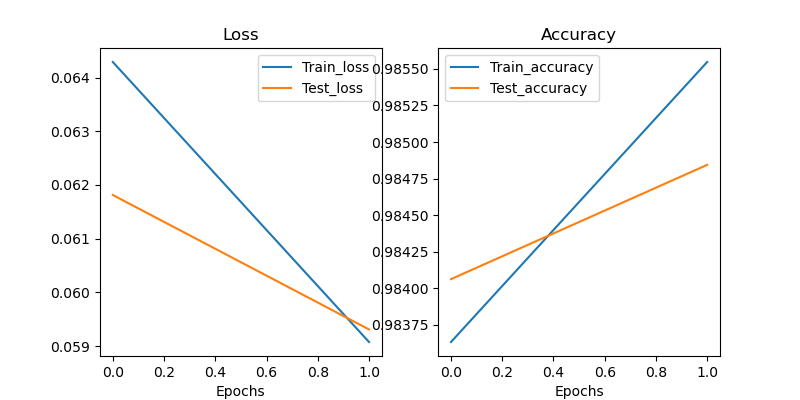 Loss
Train_loss
Test_loss
0.064
0.063
0.062
0.061
0.060
0.059
0.0 0.2 0.4 0.6 0.8 1.0
Epochs
Accuracy
Train_accuracy
Test_accuracy
0.98550
0.98525
0.98500
0.98475
0.98450
0.98425
0.98400
0.98375
0.0 0.2 0.4 0.6 0.8 1.0
Epochs